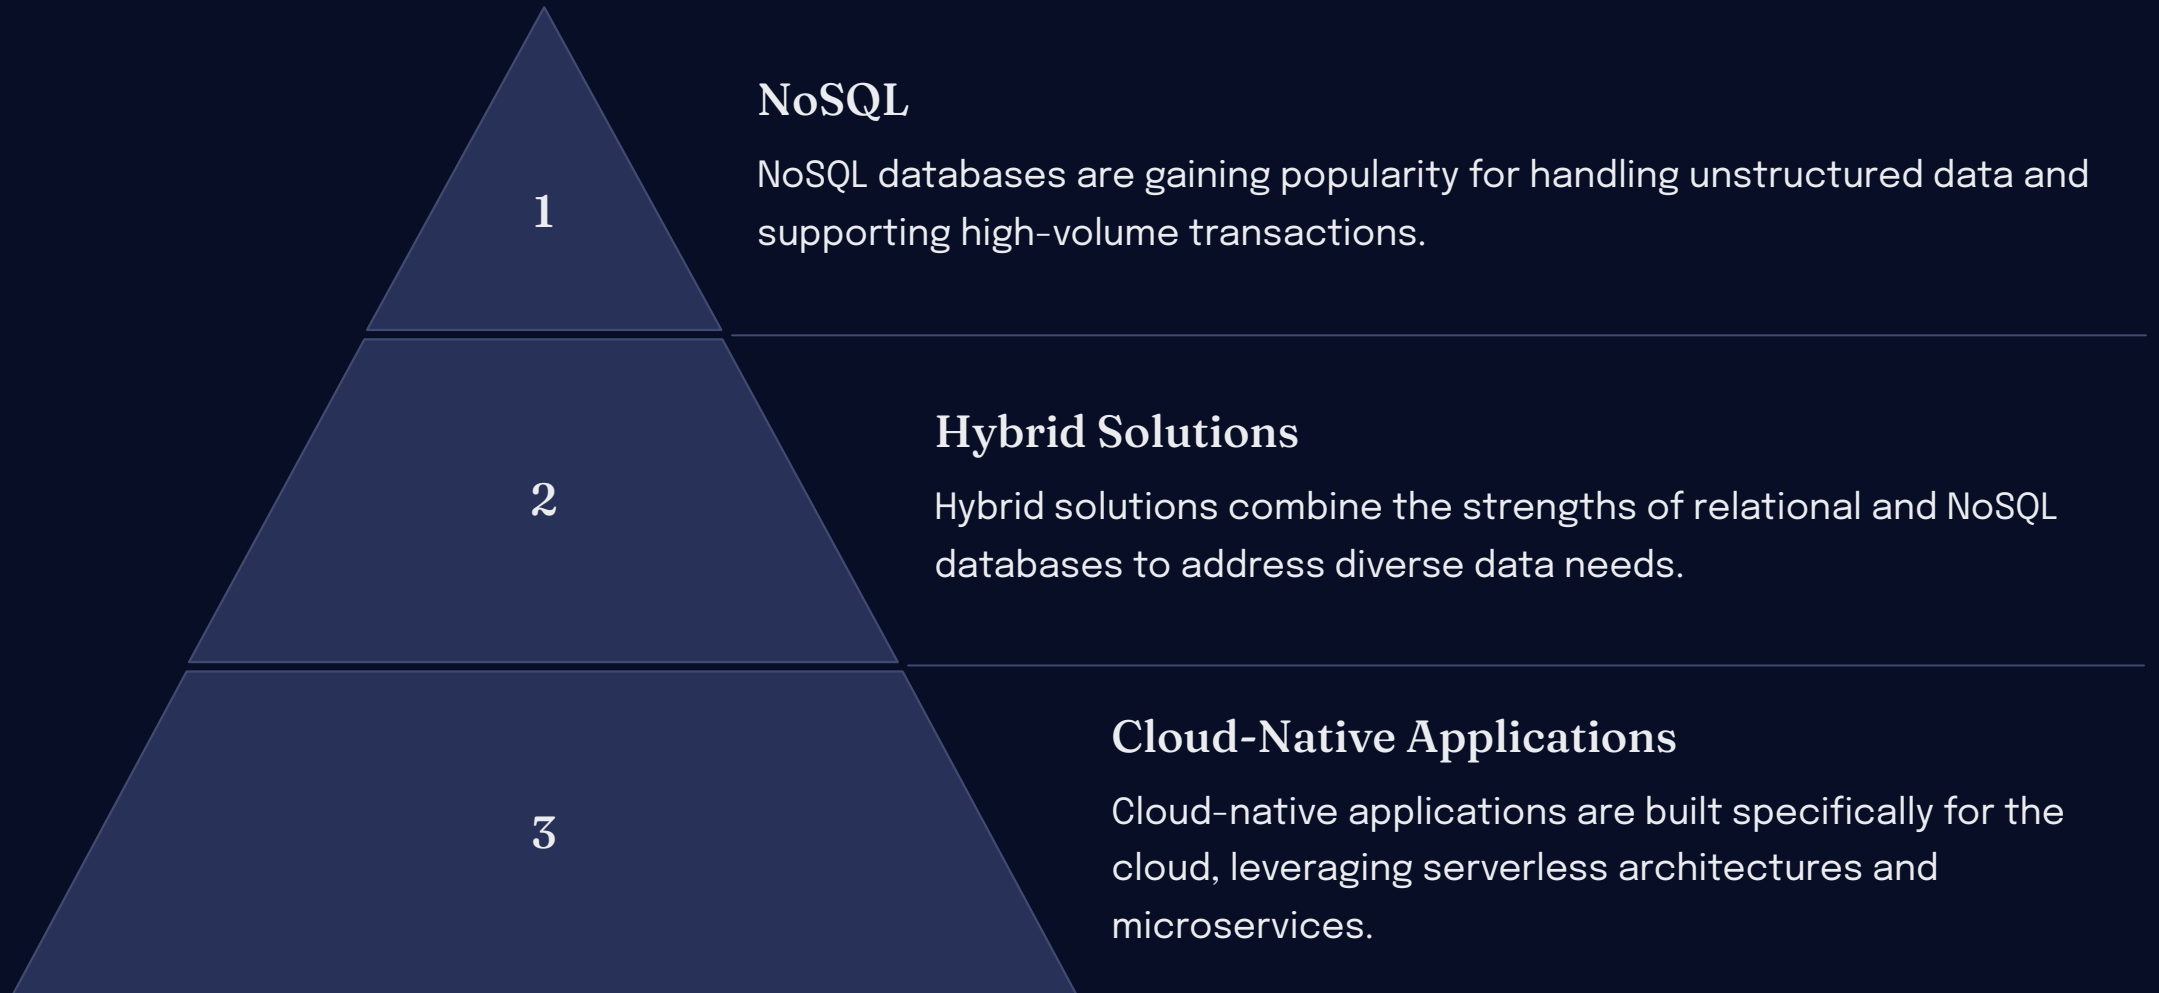 NoSQL
NoSQL databases are gaining popularity for handling unstructured data and
supporting high-volume transactions.
1
Hybrid Solutions
Hybrid solutions combine the strengths of relational and NoSQL
databases to address diverse data needs.
2
Cloud-Native Applications
Cloud-native applications are built specifically for the
cloud, leveraging serverless architectures and
microservices.
3